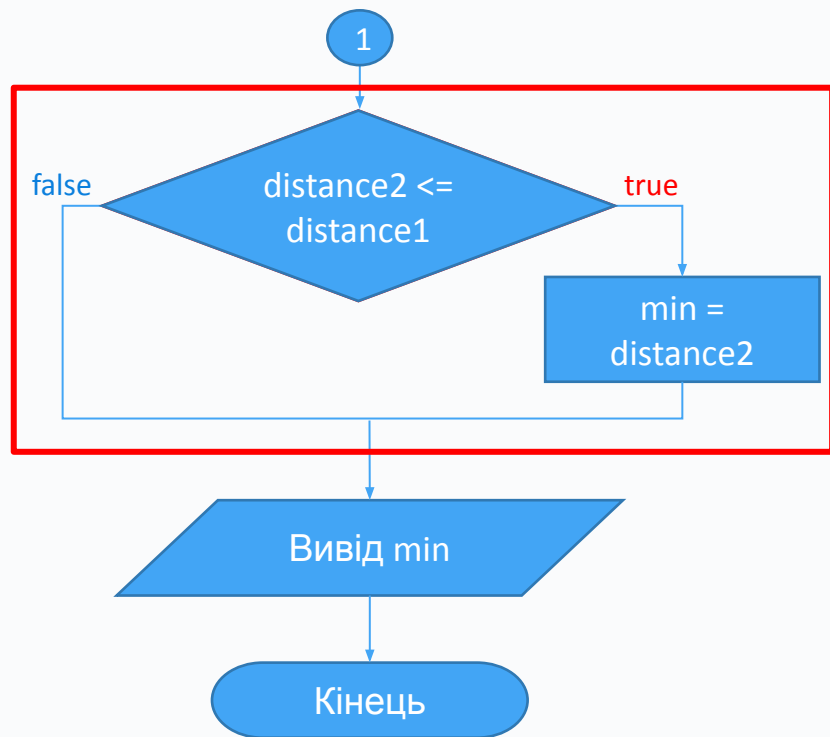 1
false
distance2 <=
distance1
true
min =
distance2
Вивід min
Кінець